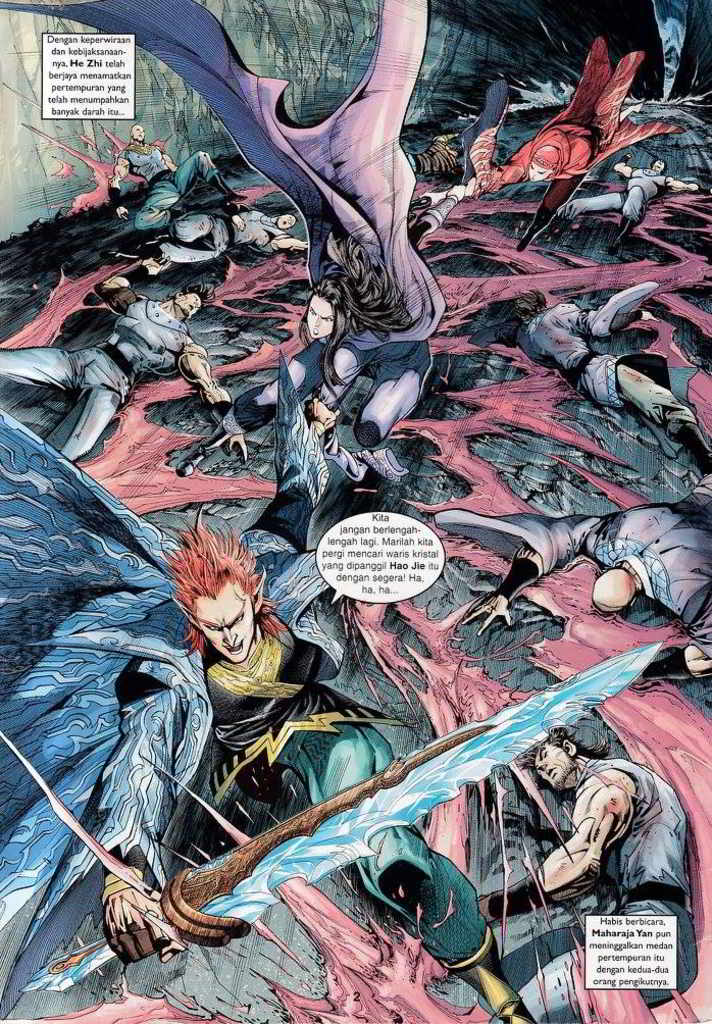 Dengan keperwiraan
dan kebijaksanaan-
nya, He Zhi telah
berjaya menamatkan
pertempuran yang
telah menumpahkan
banyak darah itu...
Kita
jangan berlengah-
lengah lagi. Marilah kita
pergi mencari waris kristal
yang dipanggil Hao Jie itu
dengan segera! Ha,
ha, ha...
Habis berbicara,
Maharaja Yan pun
meninggalkan medan
pertempuran itu
dengan kedua-dua
orang pengikutnya.
2